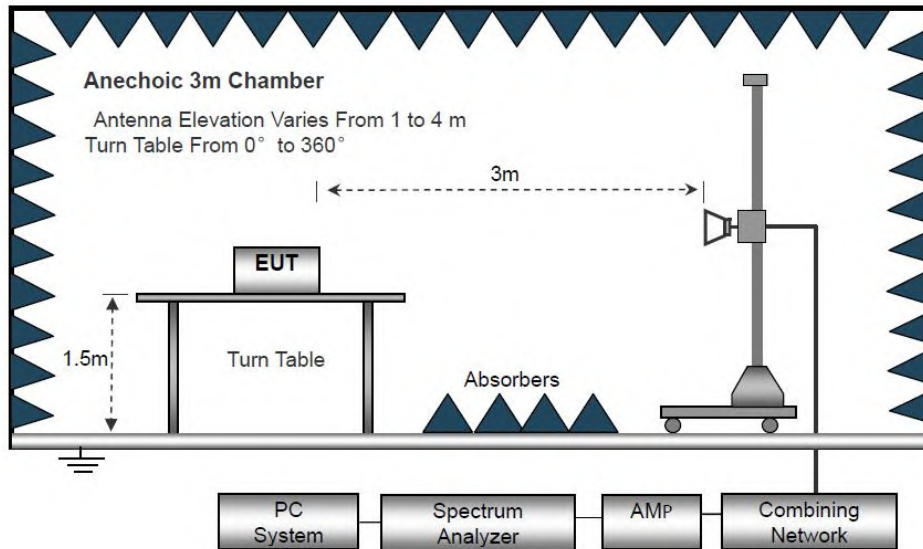 Anechoic 3m Chamber
Antenna Elevation Varies From 1 to 4 m
Turn Table From 0° to 360°
3m
EUT
1.5m
Turn Table
Absorbers
PC
System
Spectrum
Analyzer
AMP
Combining
Network